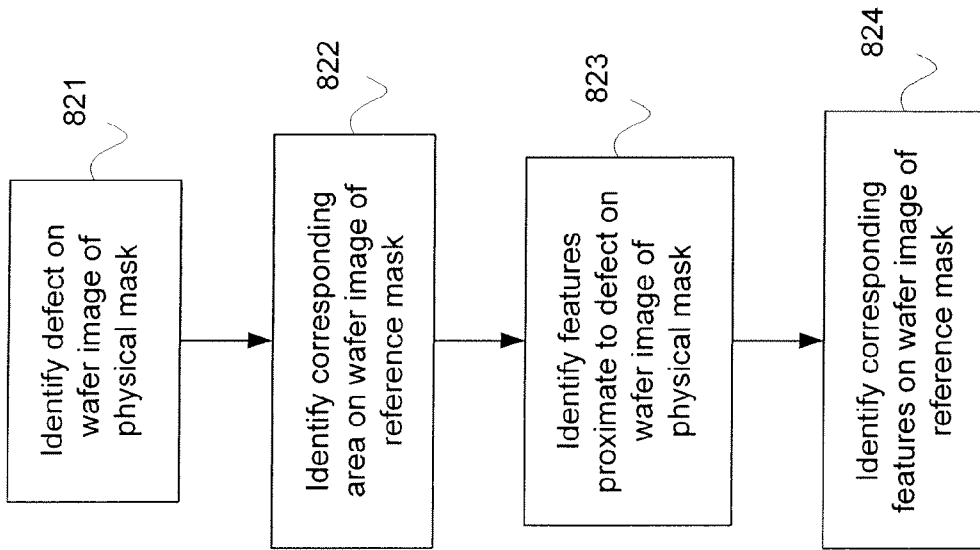 821
Identify defect on
wafer image of
physical mask
822
Identify corresponding
area on wafer image of
reference mask
823
Identify features
proximate to defect on
wafer image of
physical mask
824
Identify corresponding
features on wafer image of
reference mask